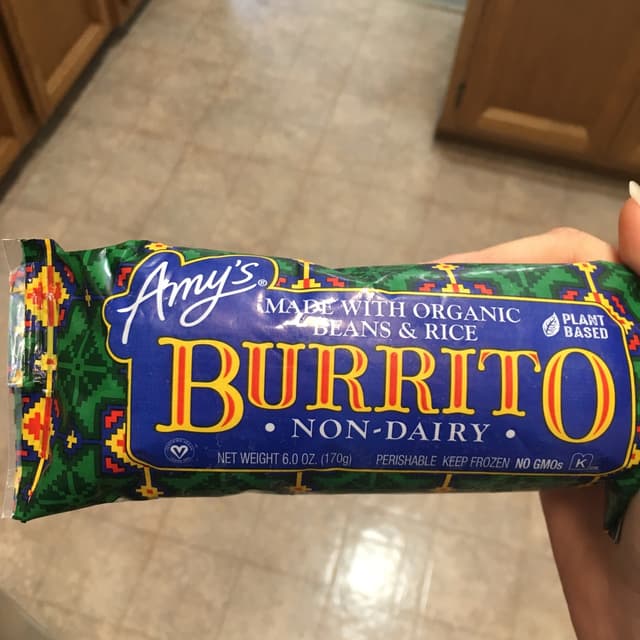 Amy's®
MADE WITH ORGANIC
BEANS & RICE
PLANT
BASED
BURRITO
• NON-DAIRY •
NET WEIGHT 6.0 OZ. (170g) PERISHABLE KEEP FROZEN NO GMOs K